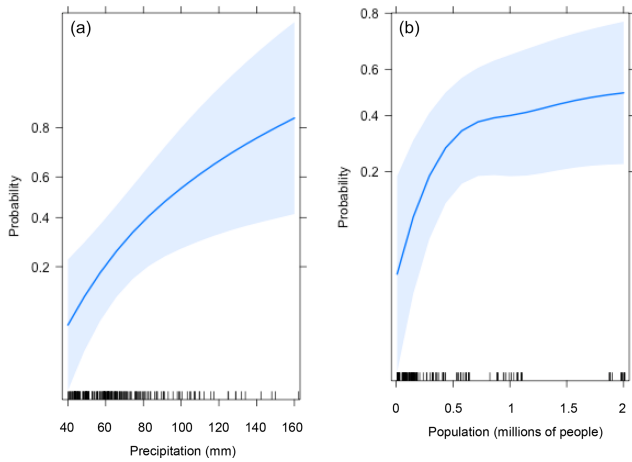 (a)
Probability
0.8
0.6
0.4
0.2
40 60 80 100 120 140 160
Precipitation (mm)
(b)
Probability
0.8
0.6
0.4
0.2
0 0.5 1 1.5 2
Population (millions of people)